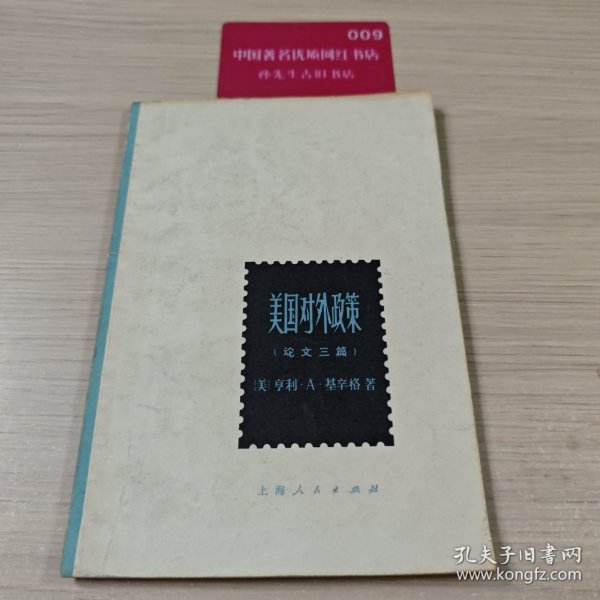 009
中国著名优质网红书店
孙先生古旧书店
美国对外政策
(论文三篇)
[美]亨利·A·基辛格 著
上海人民出版社
孔夫子旧书网
www.kongfz.com